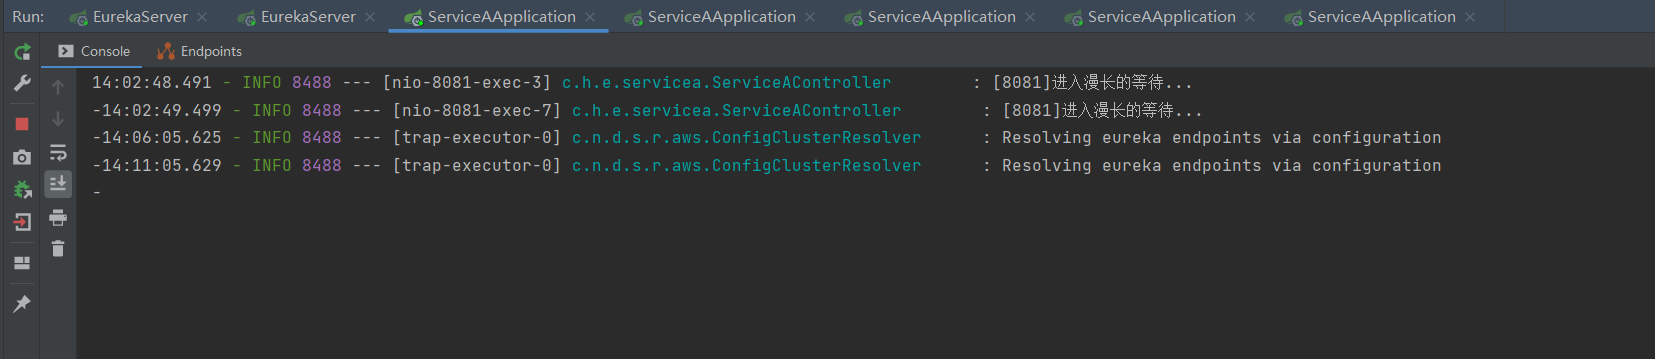 Run: EurekaServer EurekaServer ServiceAApplication ServiceAApplication ServiceAApplication ServiceAApplication ServiceAApplication
Console Endpoints
14:02:48.491 - INFO 8488 --- [nio-8081-exec-3] c.h.e.servicea.ServiceAController : [8081]进入漫长的等待...
-14:02:49.499 - INFO 8488 --- [nio-8081-exec-7] c.h.e.servicea.ServiceAController : [8081]进入漫长的等待...
-14:06:05.625 - INFO 8488 --- [trap-executor-0] c.n.d.s.r.aws.ConfigClusterResolver : Resolving eureka endpoints via configuration
-14:11:05.629 - INFO 8488 --- [trap-executor-0] c.n.d.s.r.aws.ConfigClusterResolver : Resolving eureka endpoints via configuration
-